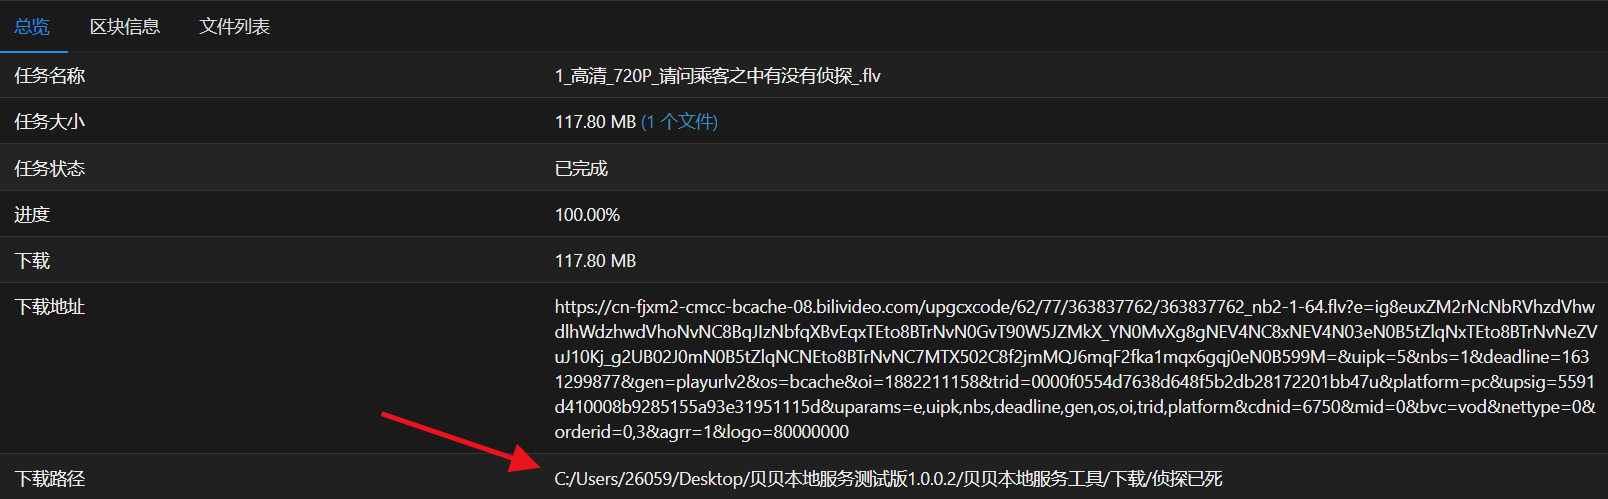 总览 区块信息 文件列表
任务名称 1_高清_720P_请问乘客之中有没有侦探_.flv
任务大小 117.80 MB (1 个文件)
任务状态 已完成
进度 100.00%
下载 117.80 MB
下载地址 https://cn-fjxm2-cmcc-bcache-08.bilivideo.com/upgcxcode/62/77/363837762/363837762_nb2-1-64.flv?e=ig8euxZM2rNcNbRVhzdVhw
dlhWdzhwdVhoNvNC8BqJIzNbfqXBvEqxTEto8BTrNvN0GvT90W5JZMkX_YN0MvXg8gNEV4NC8xNEV4N03eN0B5tZlqNxTEto8BTrNvNeZV
uJ10Kj_g2UB02J0mN0B5tZlqNCNEto8BTrNvNC7MTX502C8f2jmMQJ6mqF2fka1mqx6gqj0eN0B599M=&uipk=5&nbs=1&deadline=163
1299877&gen=playurlv2&os=bcache&oi=1882211158&trid=0000f0554d7638d648f5b2db28172201bb47u&platform=pc&upsig=5591
d410008b9285155a93e31951115d&uparams=e,uipk,nbs,deadline,gen,os,oi,trid,platform&cdnid=6750&mid=0&bvc=vod&nettype=0&
orderid=0,3&agrr=1&logo=80000000
下载路径 C:/Users/26059/Desktop/贝贝本地服务测试版1.0.0.2/贝贝本地服务工具/下载/侦探已死